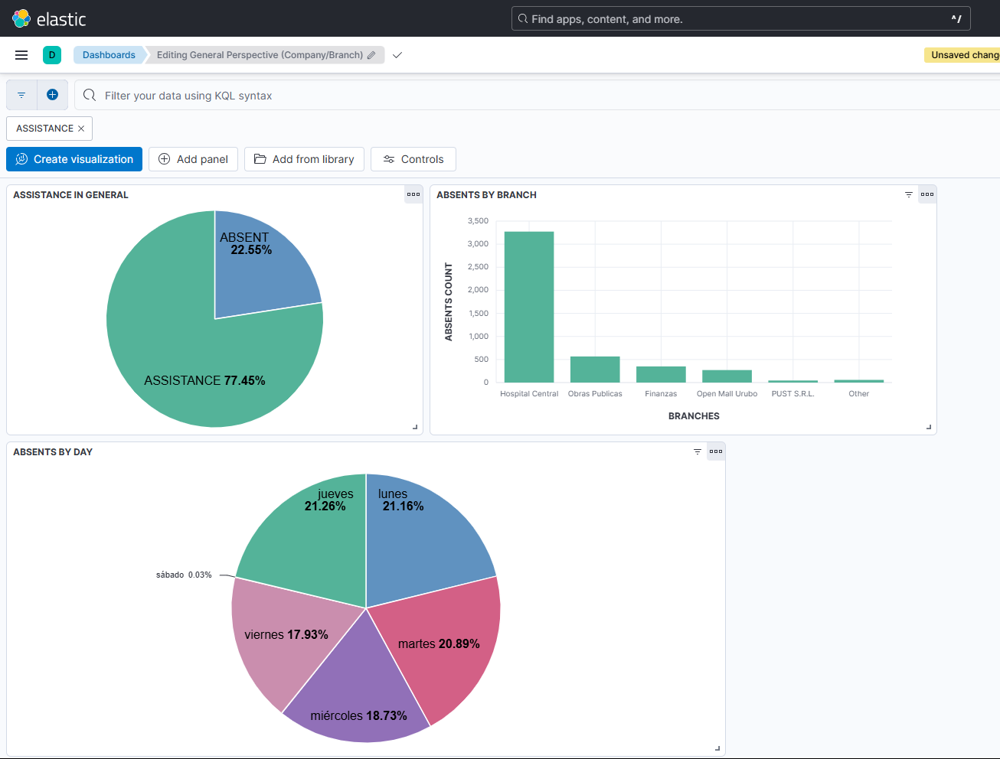 elastic
Find apps, content, and more.
^/
D
Dashboards
Editing General Perspective (Company/Branch)
Unsaved chang
Filter your data using KQL syntax
ASSISTANCE
Create visualization
Add panel
Add from library
Controls
ASSISTANCE IN GENERAL
ABSENT
22.55%
ASSISTANCE 77.45%
ABSENTS BY BRANCH
ABSENTS COUNT
3,500
3,000
2,500
2,000
1,500
1,000
500
0
Hospital Central
Obras Publicas
Finanzas
Open Mall Urubo
PUST S.R.L.
Other
BRANCHES
ABSENTS BY DAY
jueves
21.26%
lunes
21.16%
sábado 0.03%
viernes 17.93%
martes 20.89%
miércoles 18.73%